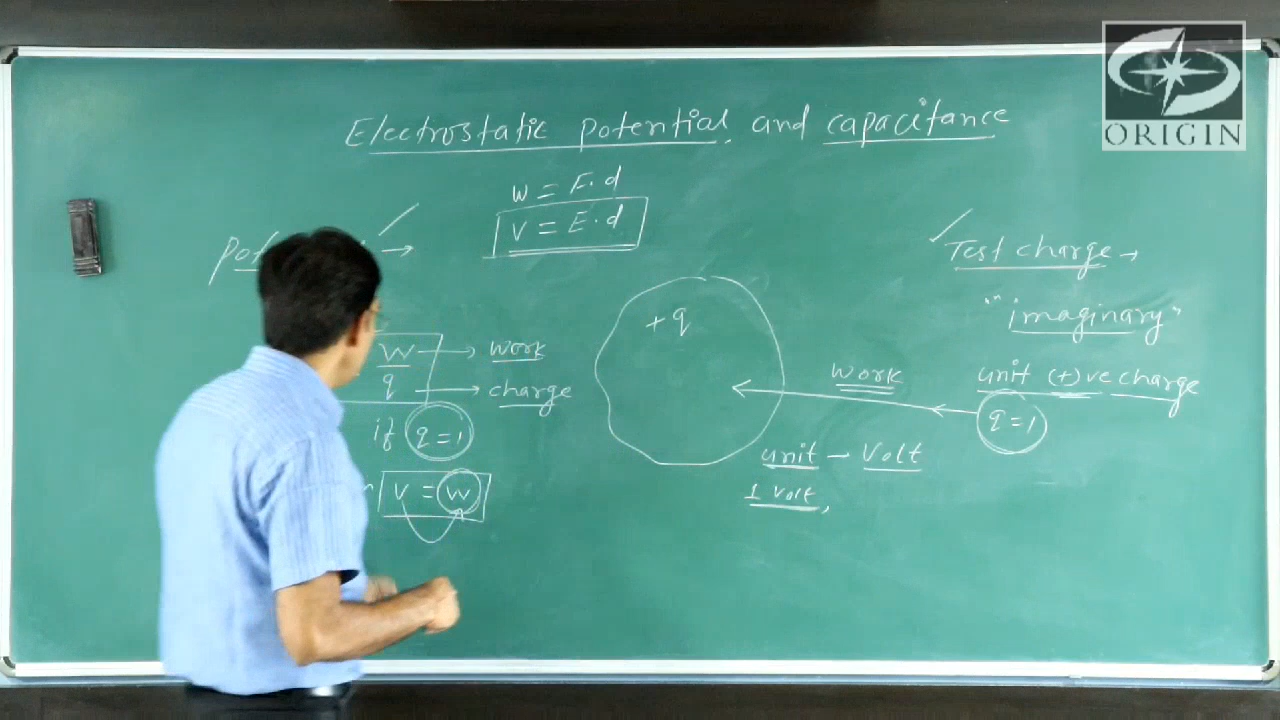 ORIGIN
Electrostatic potential and capacitance
W = F.d
V = E.d
Test charge →
"imaginary"
unit (+)ve charge
q = 1
+q
work
unit - Volt
1 volt,
W → work
q → charge
if q = 1
V = W